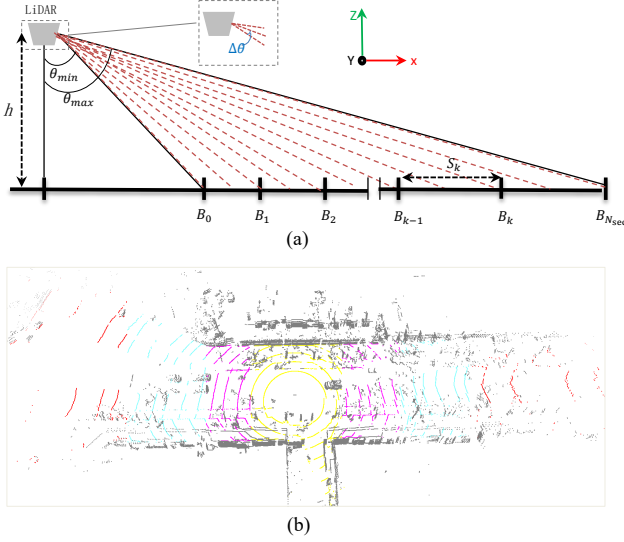 LiDAR
Δθ
Z
Y
x
θmin
θmax
h
Sk
B0
B1
B2
Bk−1
Bk
BNsec
(a)
(b)